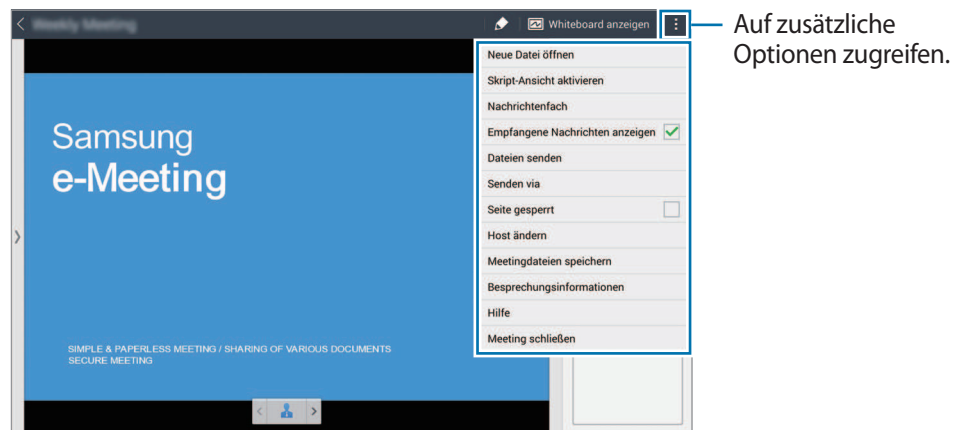 Whiteboard anzeigen
Auf zusätzliche
Optionen zugreifen.
Neue Datei öffnen
Skript-Ansicht aktivieren
Nachrichtenfach
Empfangene Nachrichten anzeigen
Dateien senden
Senden via
Seite gesperrt
Host ändern
Meetingdateien speichern
Besprechungsinformationen
Hilfe
Meeting schließen
Samsung
e-Meeting
SIMPLE & PAPERLESS MEETING / SHARING OF VARIOUS DOCUMENTS
SECURE MEETING